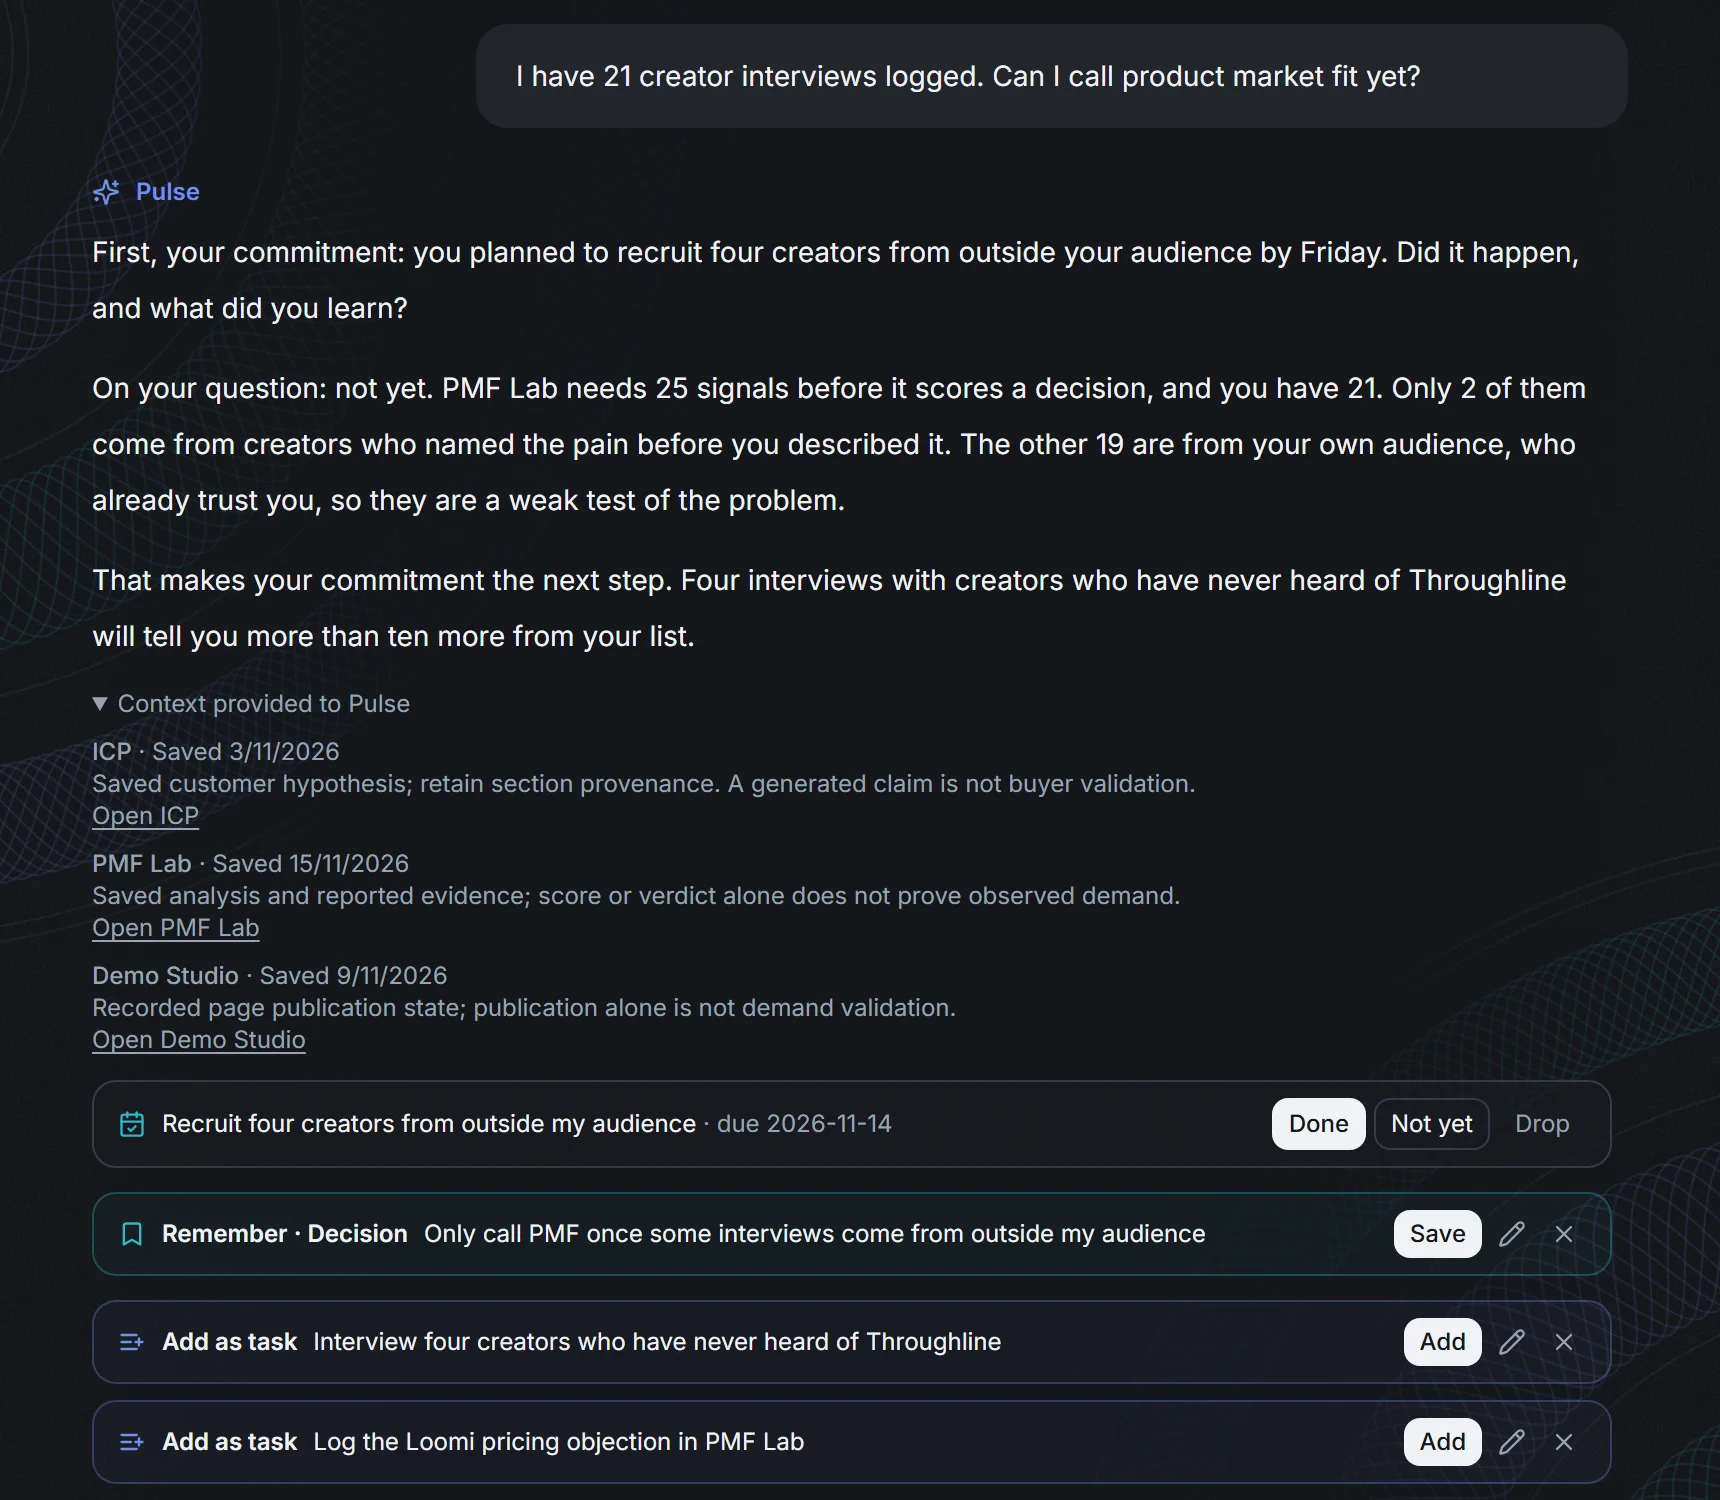 I have 21 creator interviews logged. Can I call product market fit yet?
Pulse
First, your commitment: you planned to recruit four creators from outside your audience by Friday. Did it happen,
and what did you learn?
On your question: not yet. PMF Lab needs 25 signals before it scores a decision, and you have 21. Only 2 of them
come from creators who named the pain before you described it. The other 19 are from your own audience, who
already trust you, so they are a weak test of the problem.
That makes your commitment the next step. Four interviews with creators who have never heard of Throughline
will tell you more than ten more from your list.
▼ Context provided to Pulse
ICP · Saved 3/11/2026
Saved customer hypothesis; retain section provenance. A generated claim is not buyer validation.
Open ICP
PMF Lab · Saved 15/11/2026
Saved analysis and reported evidence; score or verdict alone does not prove observed demand.
Open PMF Lab
Demo Studio · Saved 9/11/2026
Recorded page publication state; publication alone is not demand validation.
Open Demo Studio
Recruit four creators from outside my audience · due 2026-11-14 Done Not yet Drop
Remember · Decision Only call PMF once some interviews come from outside my audience Save
Add as task Interview four creators who have never heard of Throughline Add
Add as task Log the Loomi pricing objection in PMF Lab Add